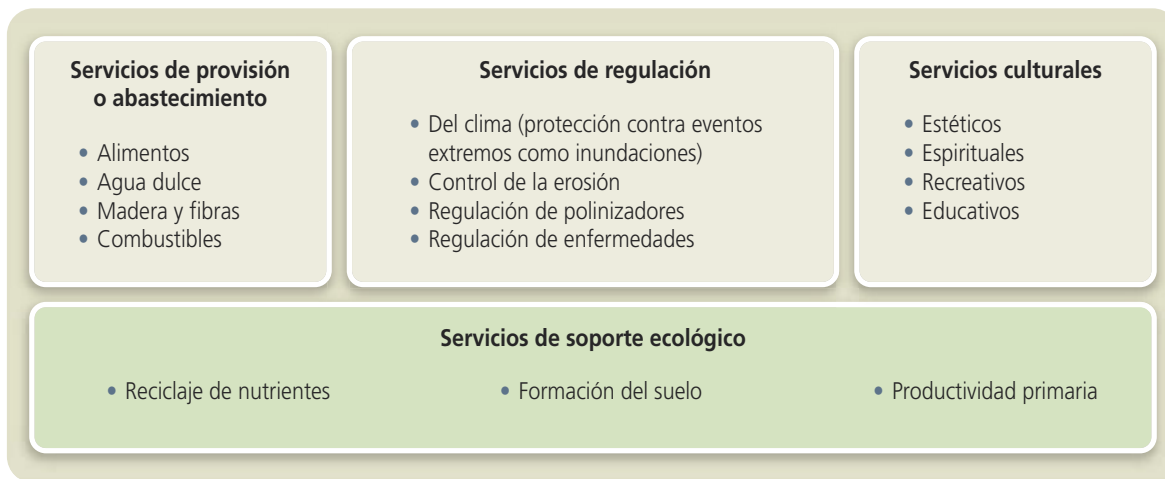 Servicios de provisión
o abastecimiento
• Alimentos
• Agua dulce
• Madera y fibras
• Combustibles
Servicios de regulación
• Del clima (protección contra eventos
extremos como inundaciones)
• Control de la erosión
• Regulación de polinizadores
• Regulación de enfermedades
Servicios culturales
• Estéticos
• Espirituales
• Recreativos
• Educativos
Servicios de soporte ecológico
• Reciclaje de nutrientes
• Formación del suelo
• Productividad primaria